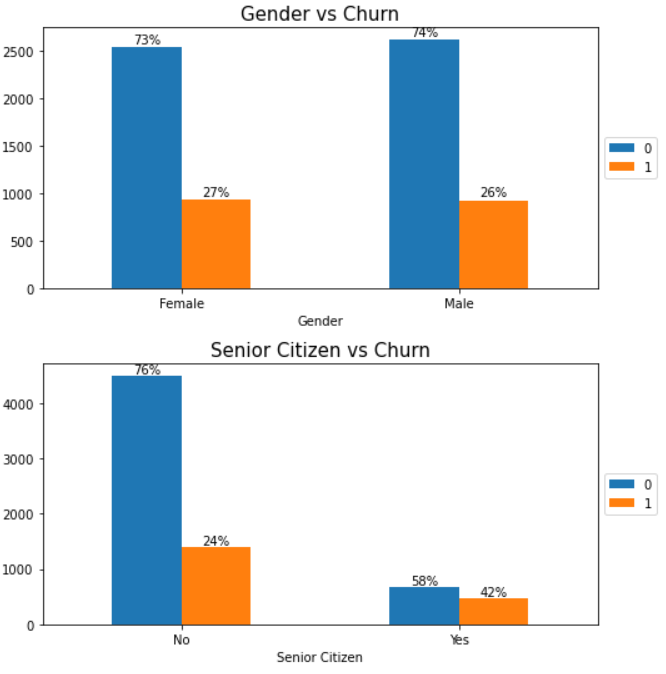 Gender vs Churn
2500
2000
1500
1000
500
0
73%
27%
74%
26%
Female
Male
Gender
0
1
Senior Citizen vs Churn
4000
3000
2000
1000
0
76%
24%
58%
42%
No
Yes
Senior Citizen
0
1